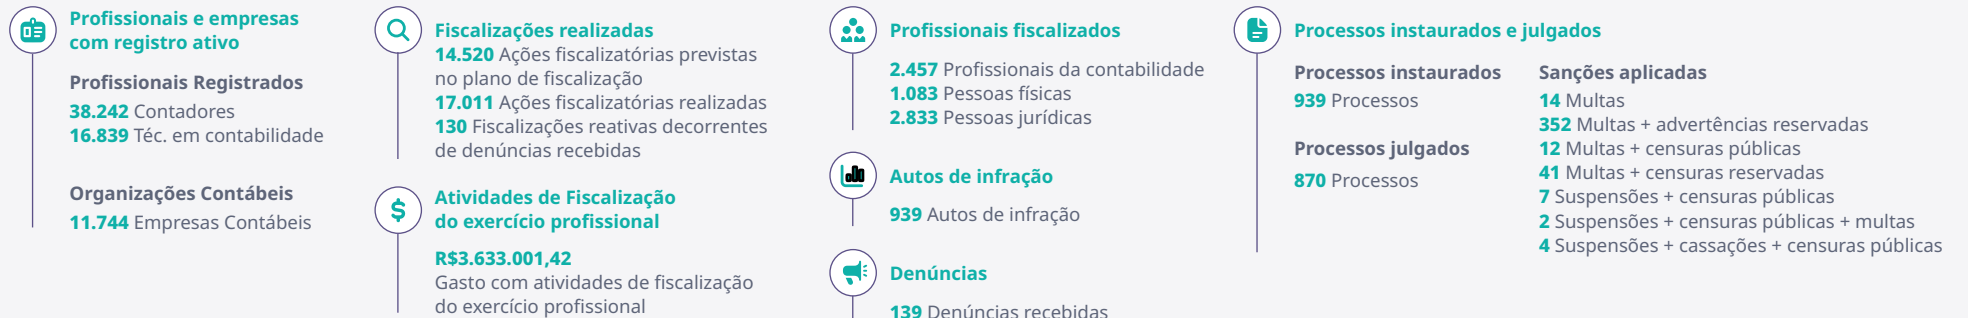 Profissionais e empresas
com registro ativo
Profissionais Registrados
38.242 Contadores
16.839 Téc. em contabilidade
Organizações Contábeis
11.744 Empresas Contábeis
Fiscalizações realizadas
14.520 Ações fiscalizatórias previstas
no plano de fiscalização
17.011 Ações fiscalizatórias realizadas
130 Fiscalizações reativas decorrentes
de denúncias recebidas
Atividades de Fiscalização
do exercício profissional
R$3.633.001,42
Gasto com atividades de fiscalização
do exercício profissional
Profissionais fiscalizados
2.457 Profissionais da contabilidade
1.083 Pessoas físicas
2.833 Pessoas jurídicas
Autos de infração
939 Autos de infração
Denúncias
139 Denúncias recebidas
Processos instaurados e julgados
Processos instaurados
939 Processos
Processos julgados
870 Processos
Sanções aplicadas
14 Multas
352 Multas + advertências reservadas
12 Multas + censuras públicas
41 Multas + censuras reservadas
7 Suspensões + censuras públicas
2 Suspensões + censuras públicas + multas
4 Suspensões + cassações + censuras públicas